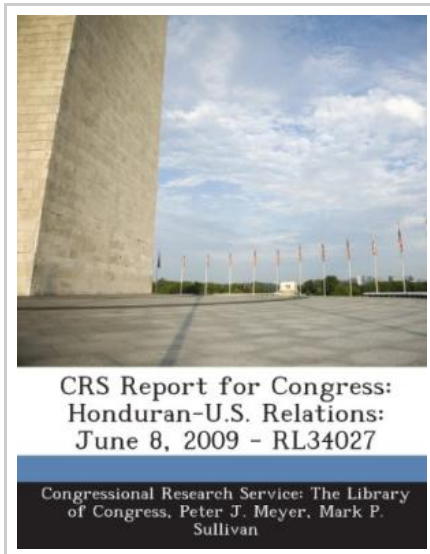 CRS Report for Congress:
Honduran-U.S. Relations:
June 8, 2009 - RL34027
Congressional Research Service: The Library
of Congress, Peter J. Meyer, Mark P.
Sullivan